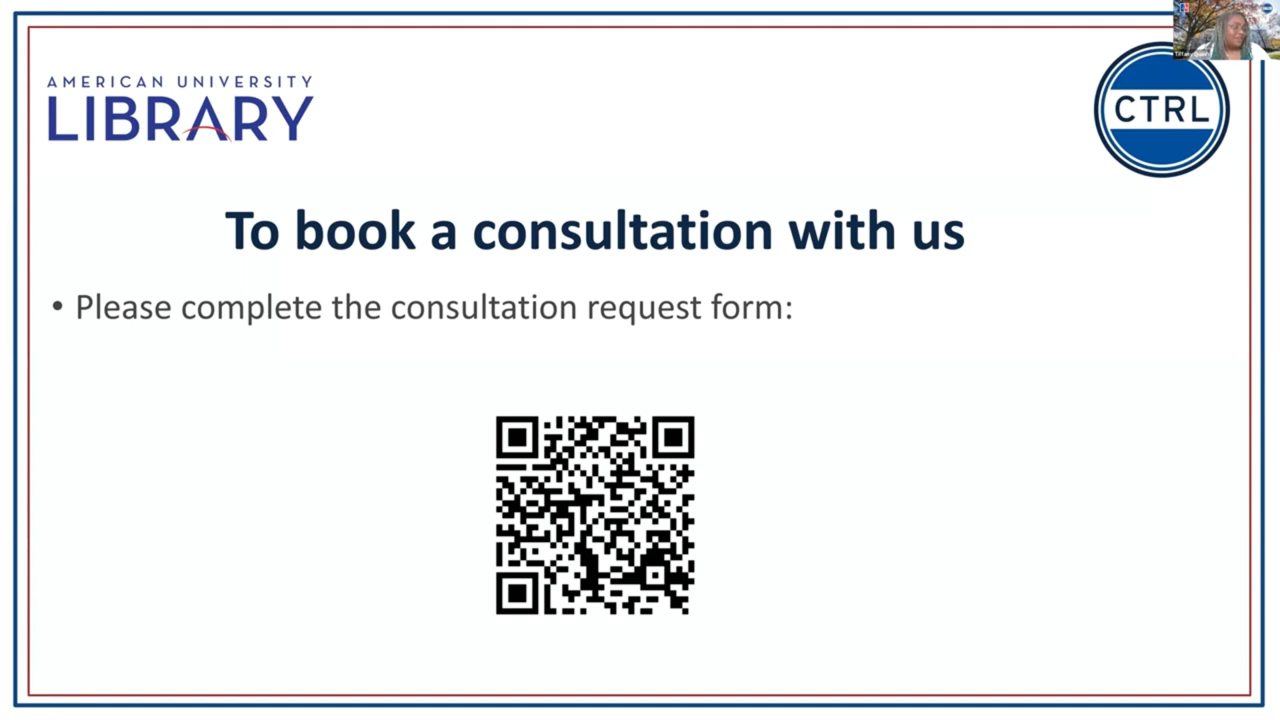 AMERICAN UNIVERSITY
LIBRARY
CTRL
To book a consultation with us
• Please complete the consultation request form: